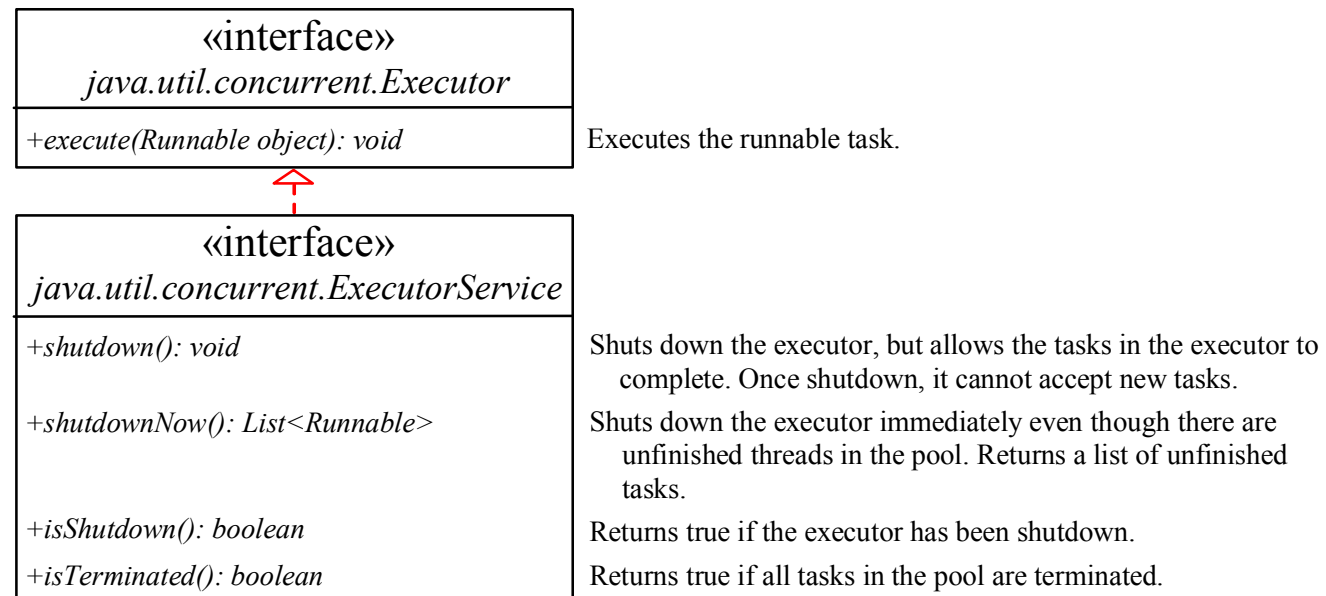 «interface»
java.util.concurrent.Executor
+execute(Runnable object): void
Executes the runnable task.
«interface»
java.util.concurrent.ExecutorService
+shutdown(): void
Shuts down the executor, but allows the tasks in the executor to
complete. Once shutdown, it cannot accept new tasks.
+shutdownNow(): List<Runnable>
Shuts down the executor immediately even though there are
unfinished threads in the pool. Returns a list of unfinished
tasks.
+isShutdown(): boolean
Returns true if the executor has been shutdown.
+isTerminated(): boolean
Returns true if all tasks in the pool are terminated.